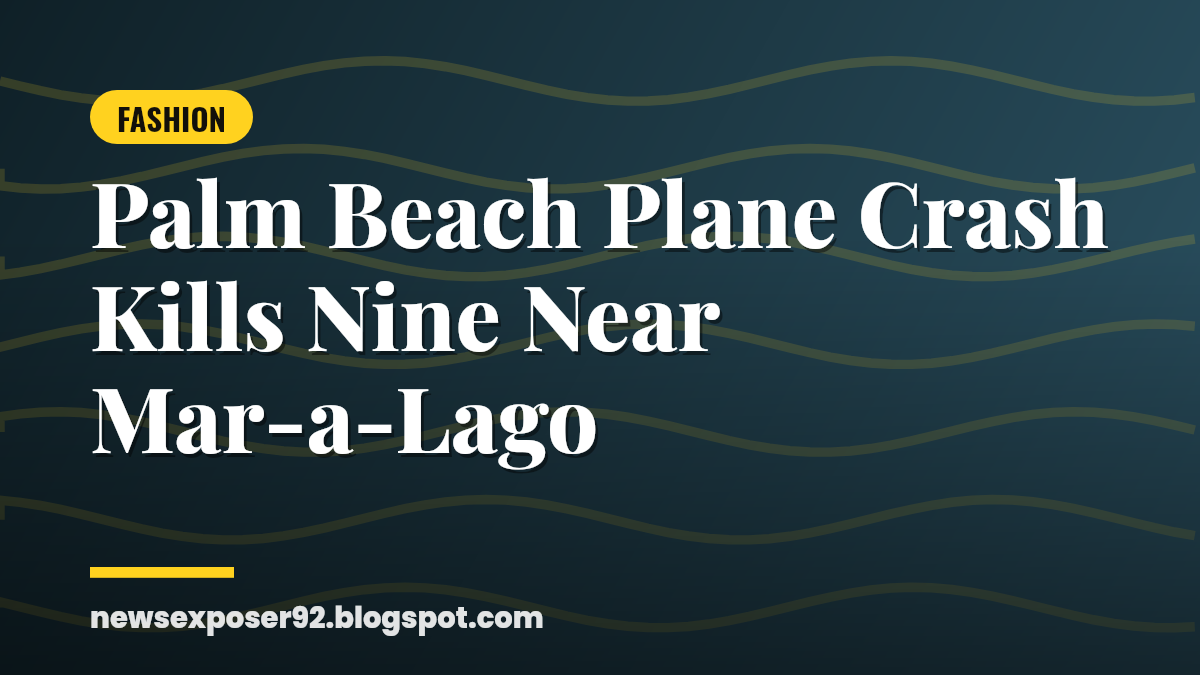 FASHION
Palm Beach Plane Crash
Kills Nine Near
Mar-a-Lago
newsexposer92.blogspot.com